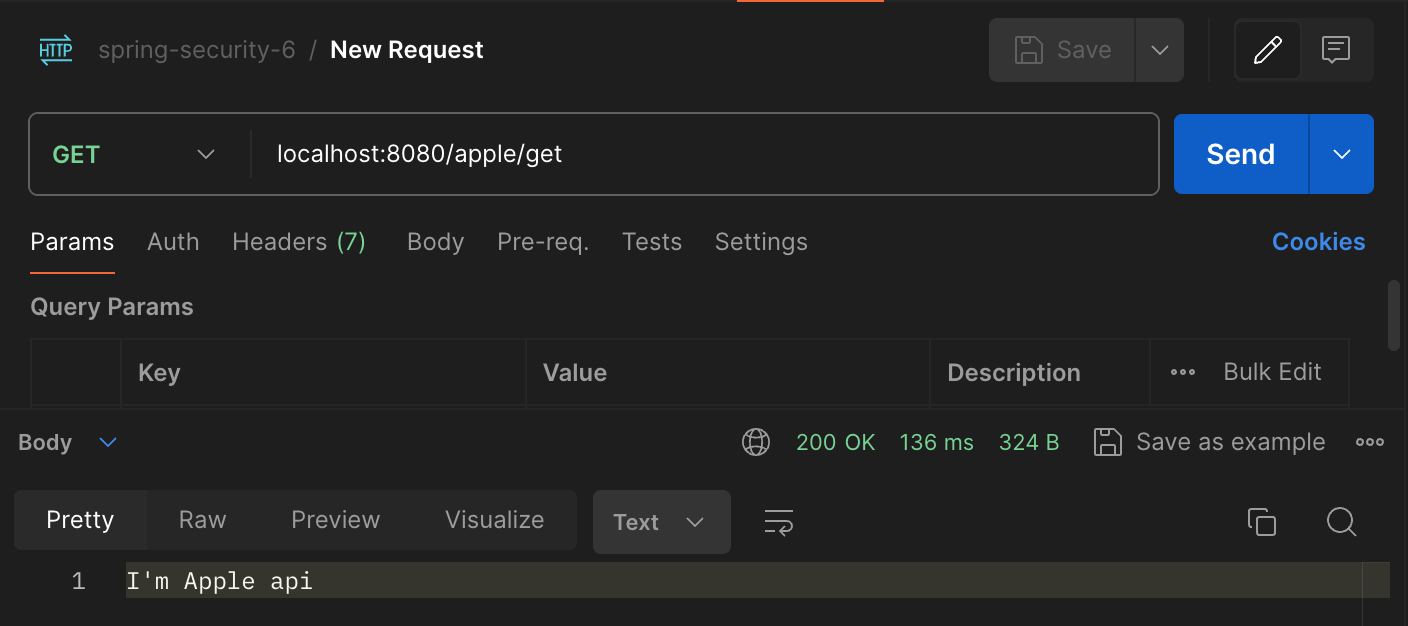 HTTP spring-security-6 / New Request Save
GET localhost:8080/apple/get Send
Params Auth Headers (7) Body Pre-req. Tests Settings Cookies
Query Params
Key Value Description Bulk Edit
Body 200 OK 136 ms 324 B Save as example
Pretty Raw Preview Visualize Text
1 I'm Apple api